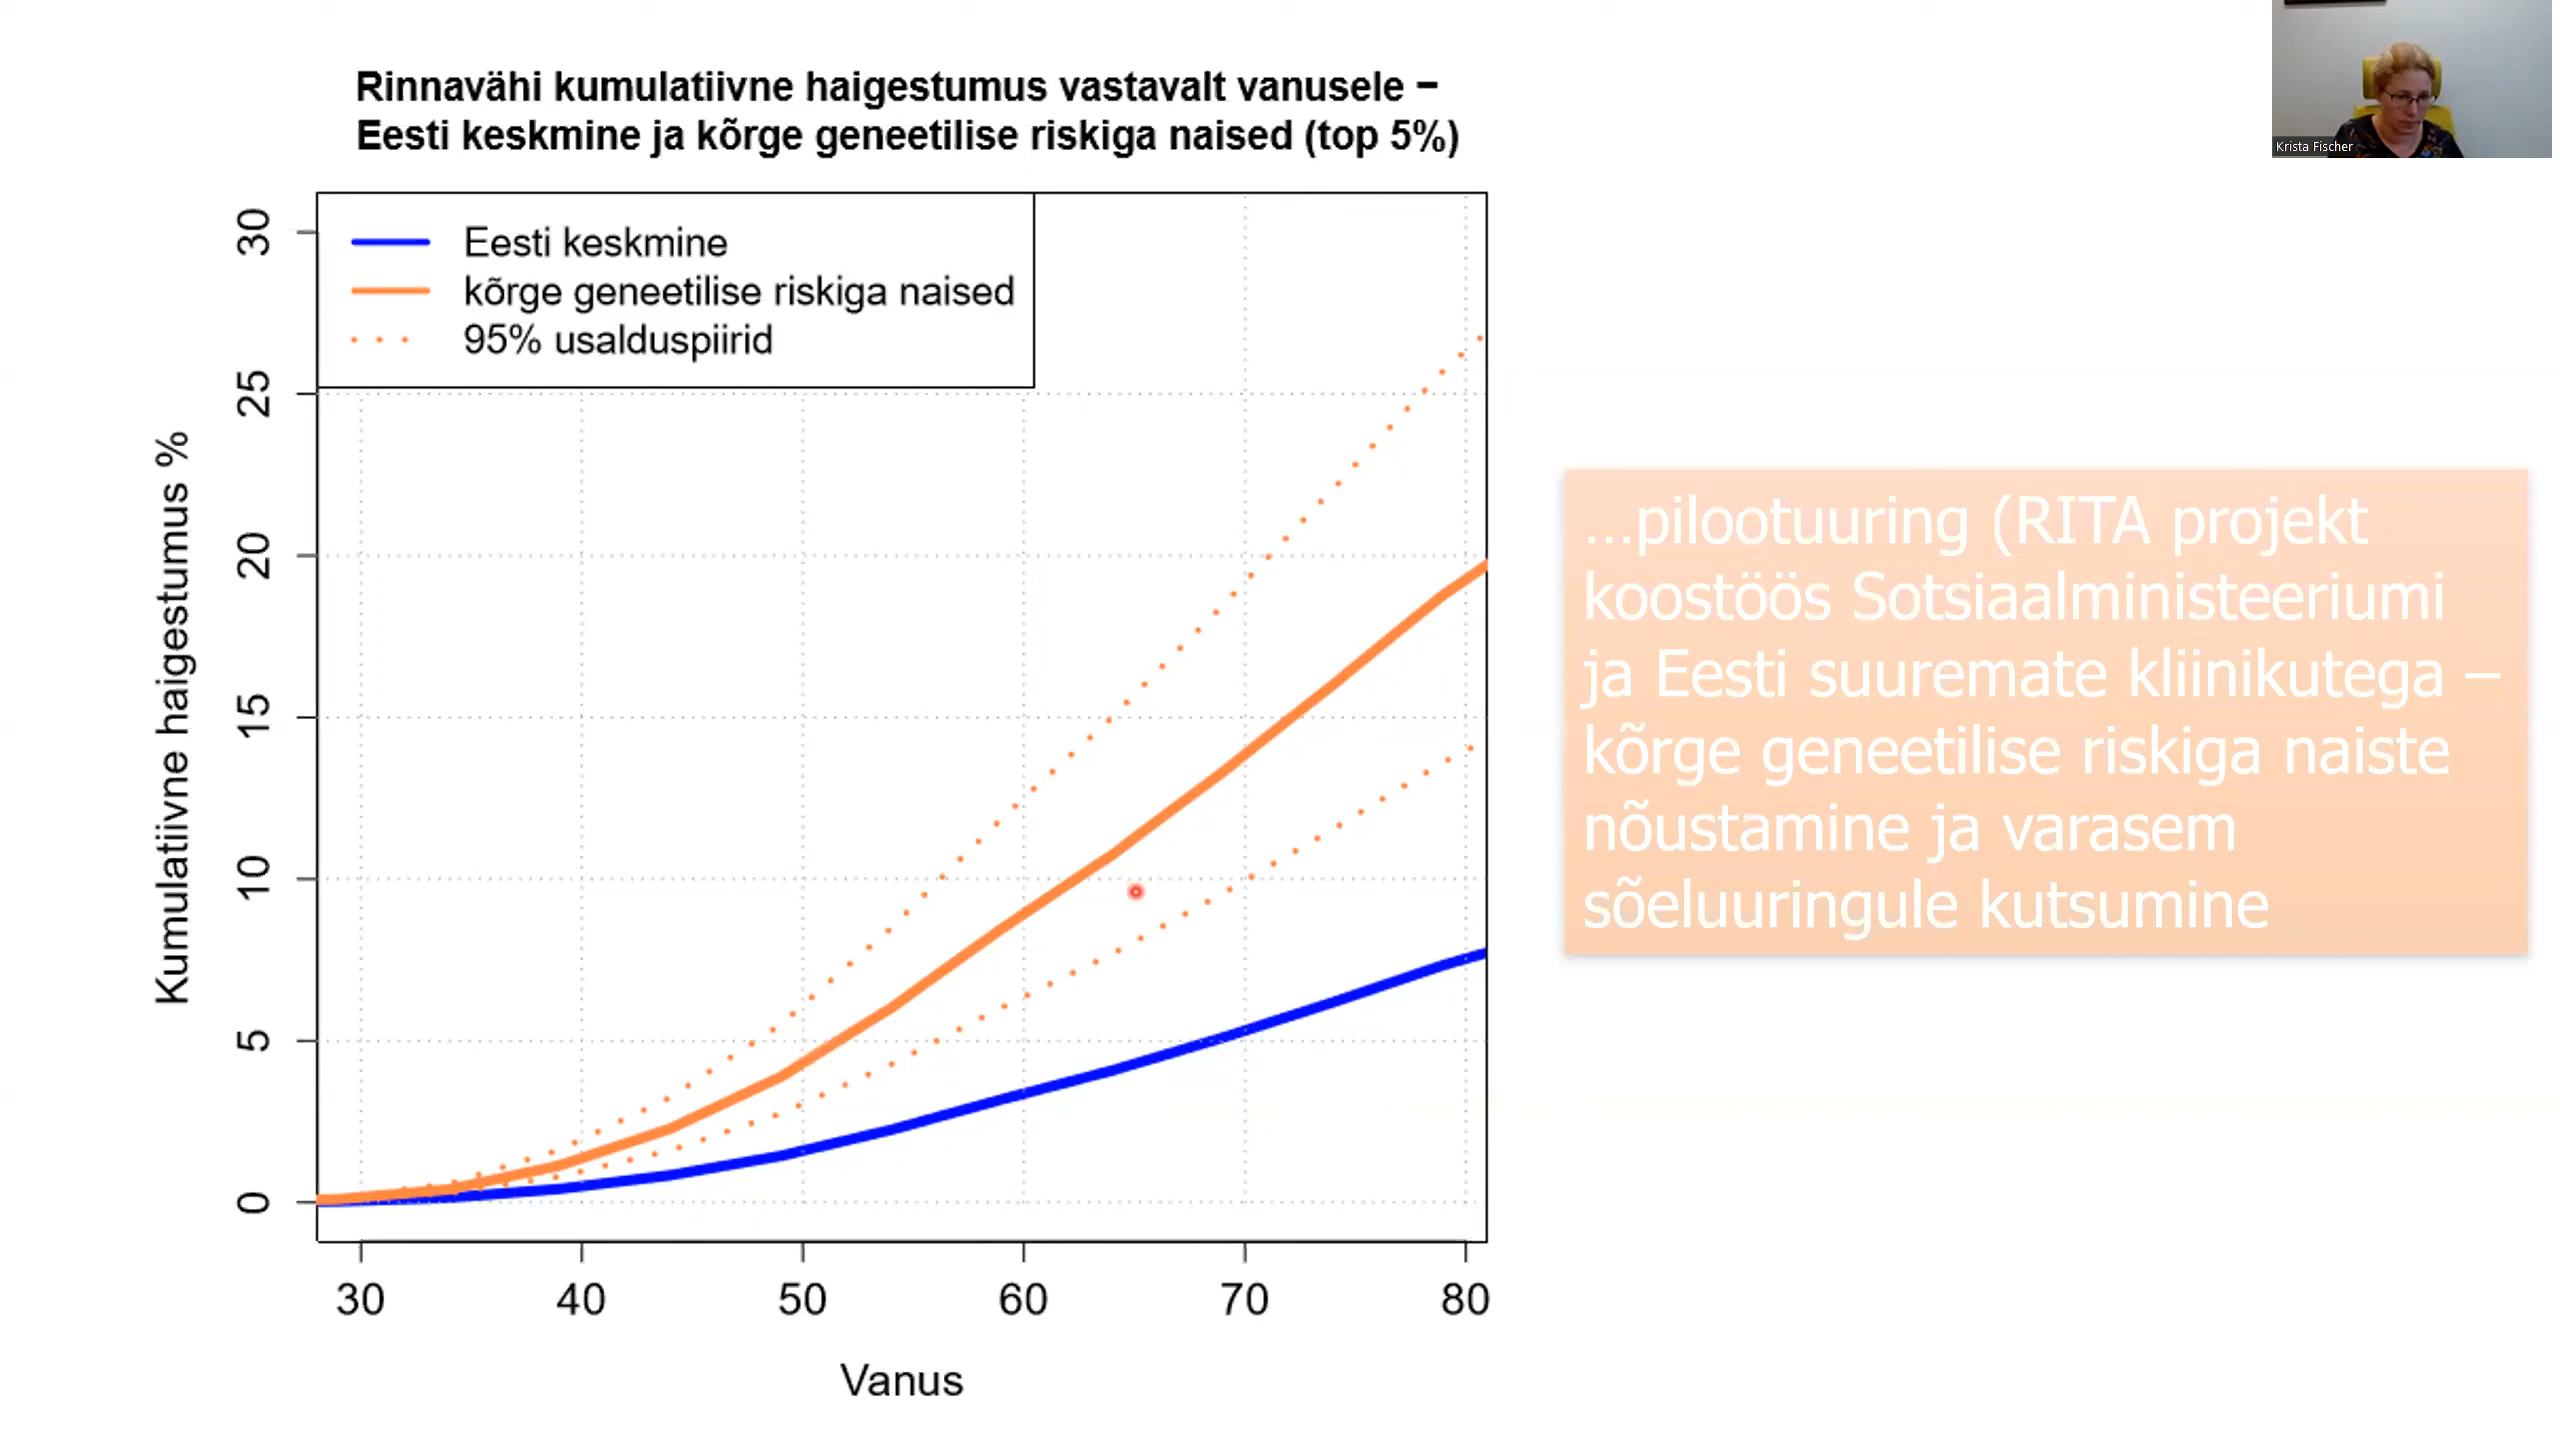 Rinnavähi kumulatiivne haigestumus vastavalt vanusele –
Eesti keskmine ja kõrge geneetilise riskiga naised (top 5%)
Krista Fischer
Eesti keskmine
kõrge geneetilise riskiga naised
95% usalduspiirid
Kumulatiivne haigestumus %
30
25
20
15
10
5
0
30 40 50 60 70 80
Vanus
...pilootuuring (RITA projekt
koostöös Sotsiaalministeeriumi
ja Eesti suuremate kliinikutega –
kõrge geneetilise riskiga naiste
nõustamine ja varasem
sõeluuringule kutsumine